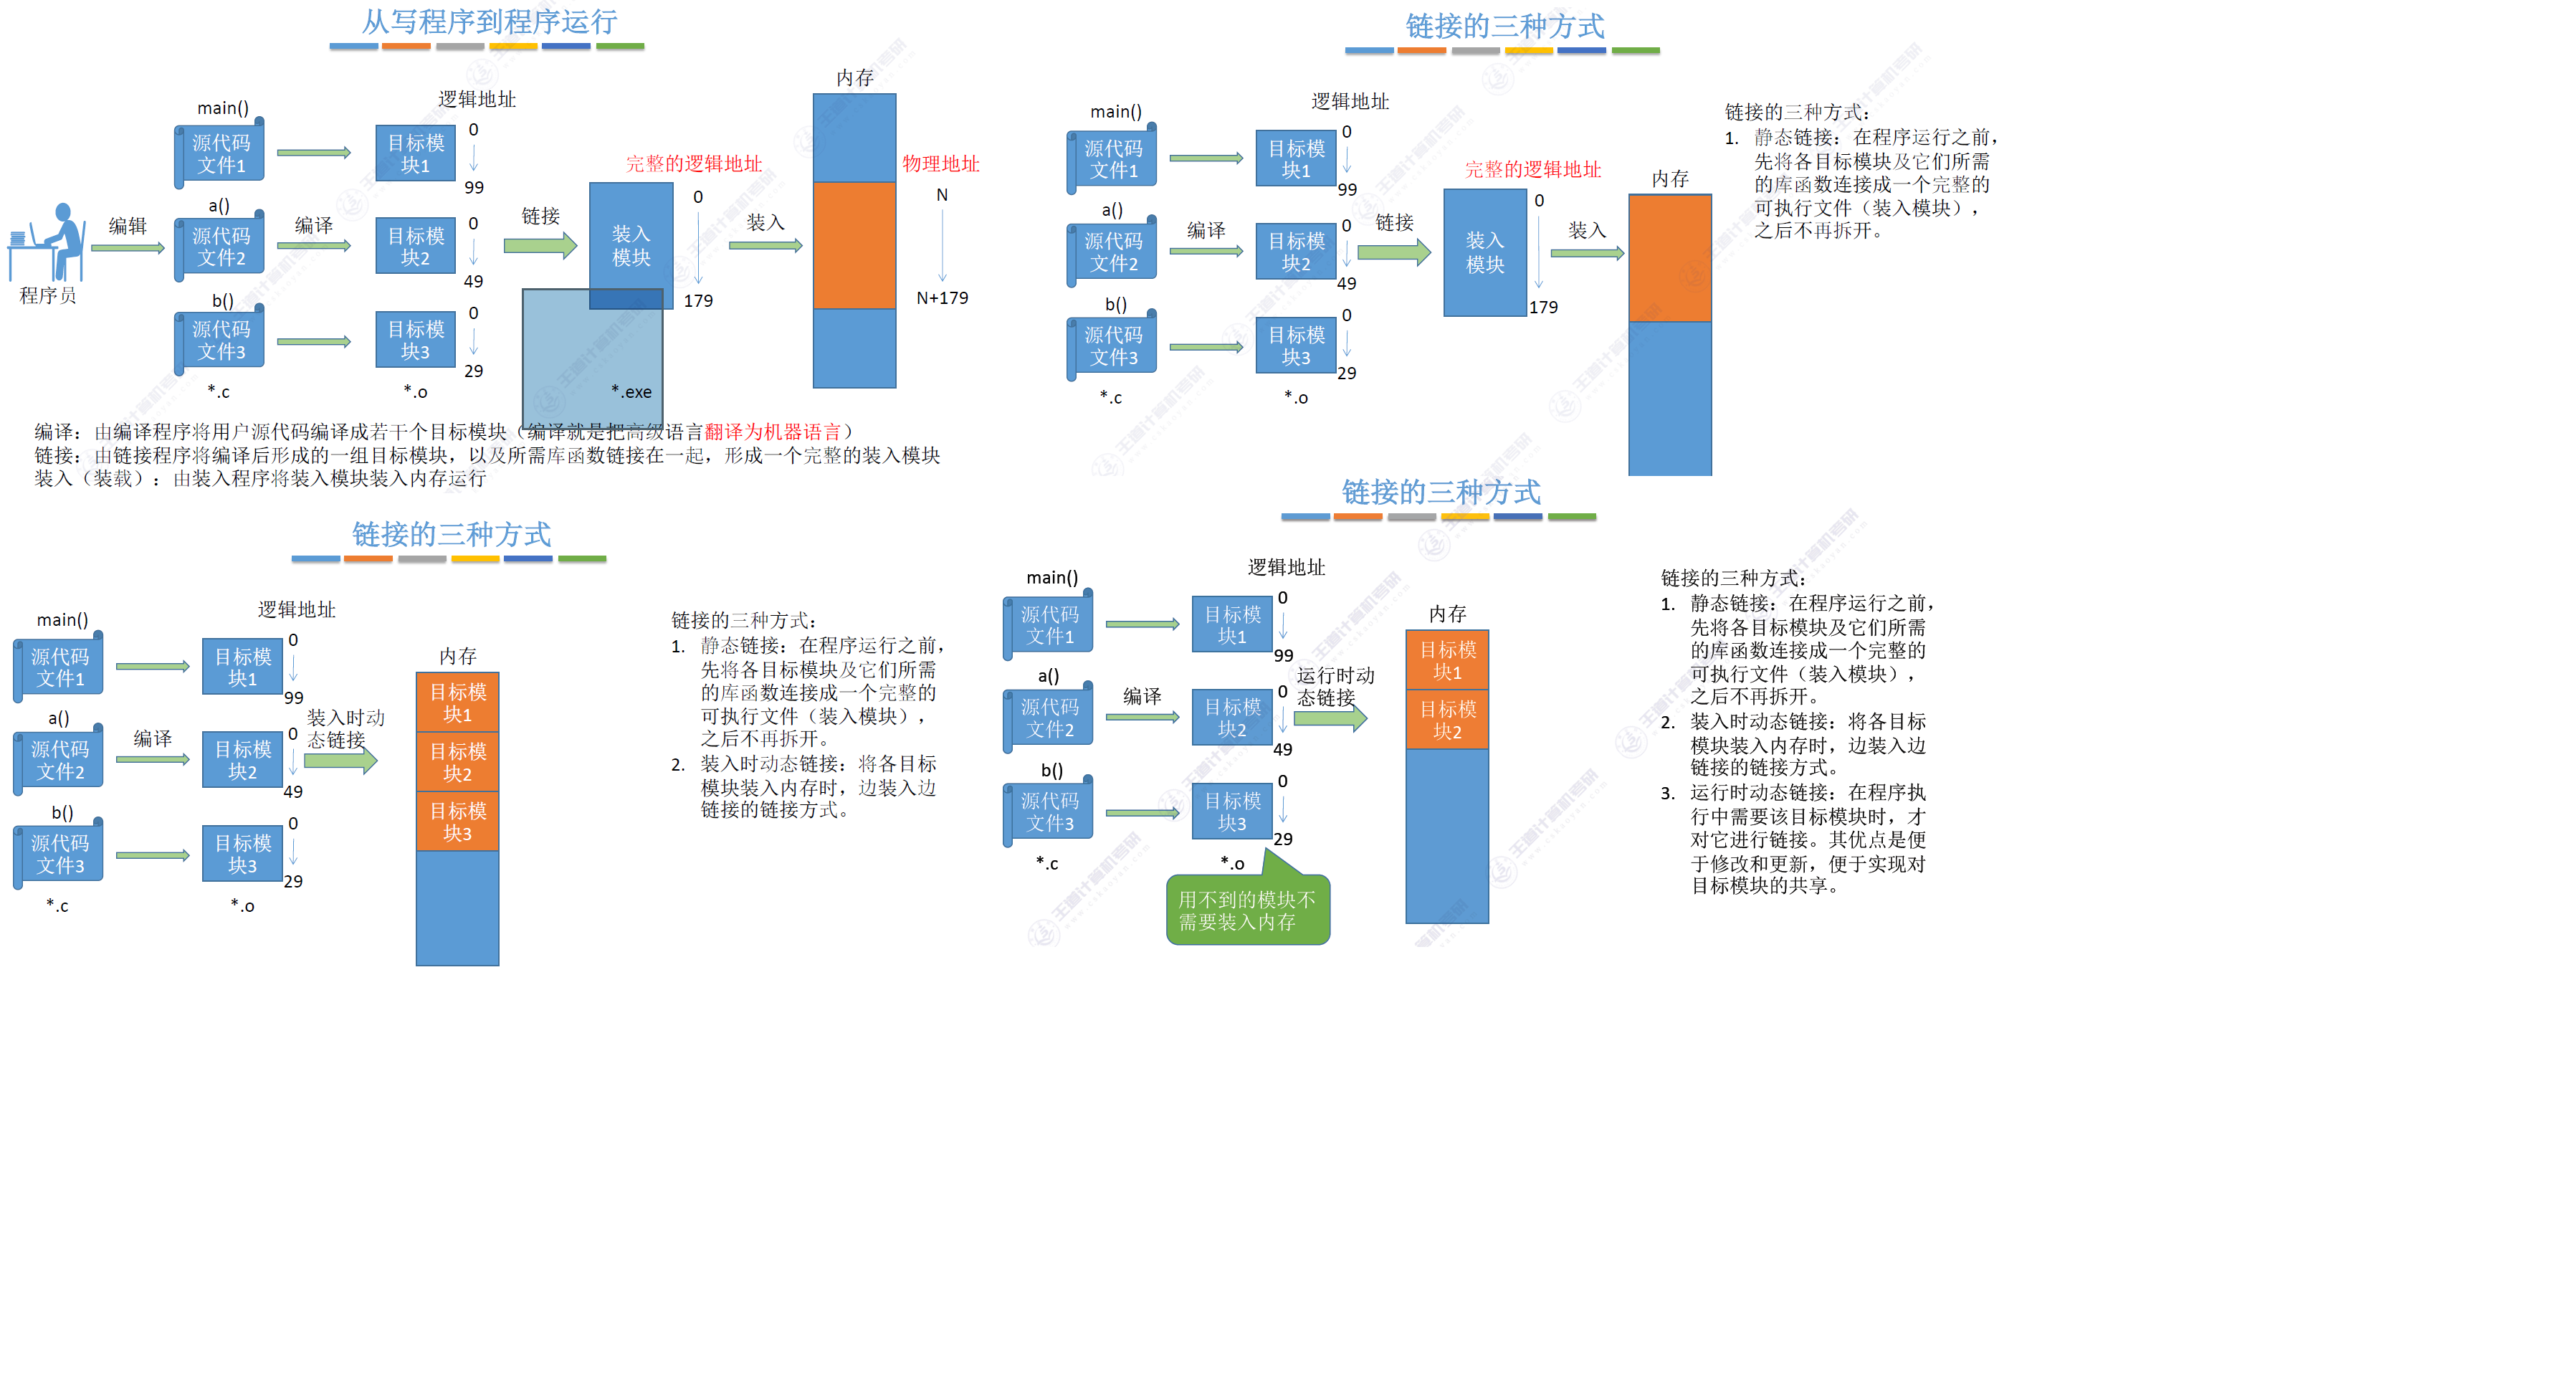 从写程序到程序运行
main()
源代码
文件1
a()
源代码
文件2
b()
源代码
文件3
*.c
程序员
编辑
编译
逻辑地址
目标模
块1
0
99
目标模
块2
0
49
目标模
块3
0
29
*.o
链接
完整的逻辑地址
装入
模块
0
179
*.exe
装入
内存
物理地址
N
N+179
编译：由编译程序将用户源代码编译成若干个目标模块（编译就是把高级语言翻译为机器语言）
链接：由链接程序将编译后形成的一组目标模块，以及所需库函数链接在一起，形成一个完整的装入模块
装入（装载）：由装入程序将装入模块装入内存运行
链接的三种方式
main()
源代码
文件1
a()
源代码
文件2
b()
源代码
文件3
*.c
编译
逻辑地址
目标模
块1
0
99
目标模
块2
0
49
目标模
块3
0
29
*.o
链接
完整的逻辑地址
装入
模块
0
179
装入
内存
链接的三种方式：
1. 静态链接：在程序运行之前，
先将各目标模块及它们所需
的库函数连接成一个完整的
可执行文件（装入模块），
之后不再拆开。
链接的三种方式
main()
源代码
文件1
a()
源代码
文件2
b()
源代码
文件3
*.c
编译
逻辑地址
目标模
块1
0
99
目标模
块2
0
49
目标模
块3
0
29
*.o
装入时动
态链接
内存
目标模
块1
目标模
块2
目标模
块3
链接的三种方式：
1. 静态链接：在程序运行之前，
先将各目标模块及它们所需
的库函数连接成一个完整的
可执行文件（装入模块），
之后不再拆开。
2. 装入时动态链接：将各目标
模块装入内存时，边装入边
链接的链接方式。
链接的三种方式
main()
源代码
文件1
a()
源代码
文件2
b()
源代码
文件3
*.c
编译
逻辑地址
目标模
块1
0
99
目标模
块2
0
49
目标模
块3
0
29
*.o
用不到的模块不
需要装入内存
运行时动
态链接
内存
目标模
块1
目标模
块2
链接的三种方式：
1. 静态链接：在程序运行之前，
先将各目标模块及它们所需
的库函数连接成一个完整的
可执行文件（装入模块），
之后不再拆开。
2. 装入时动态链接：将各目标
模块装入内存时，边装入边
链接的链接方式。
3. 运行时动态链接：在程序执
行中需要该目标模块时，才
对它进行链接。其优点是便
于修改和更新，便于实现对
目标模块的共享。
王道计算机考研